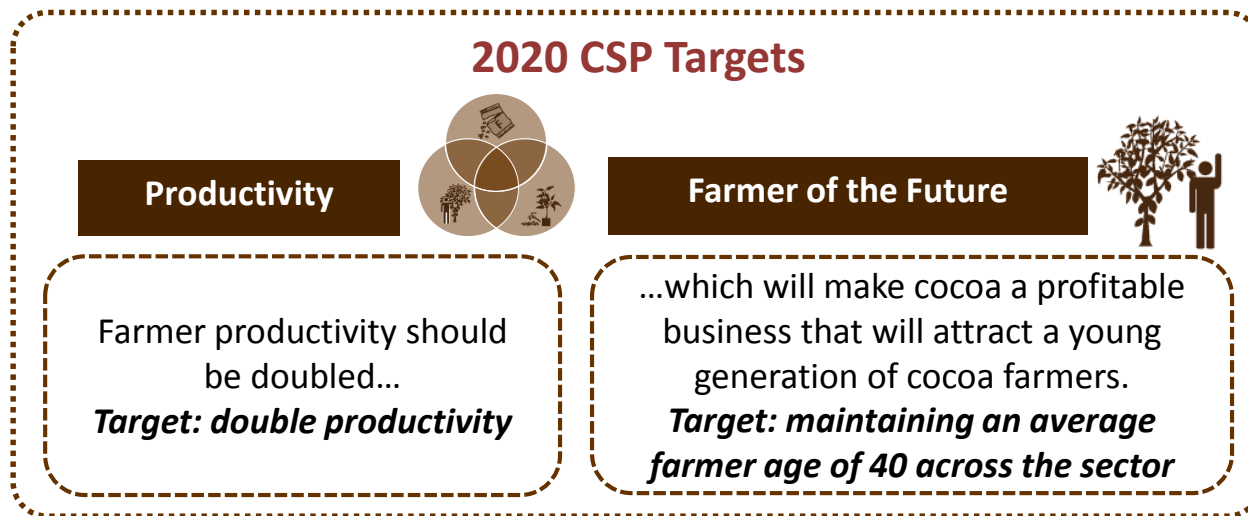 2020 CSP Targets
Productivity
Farmer productivity should
be doubled…
Target: double productivity
Farmer of the Future
…which will make cocoa a profitable
business that will attract a young
generation of cocoa farmers.
Target: maintaining an average
farmer age of 40 across the sector